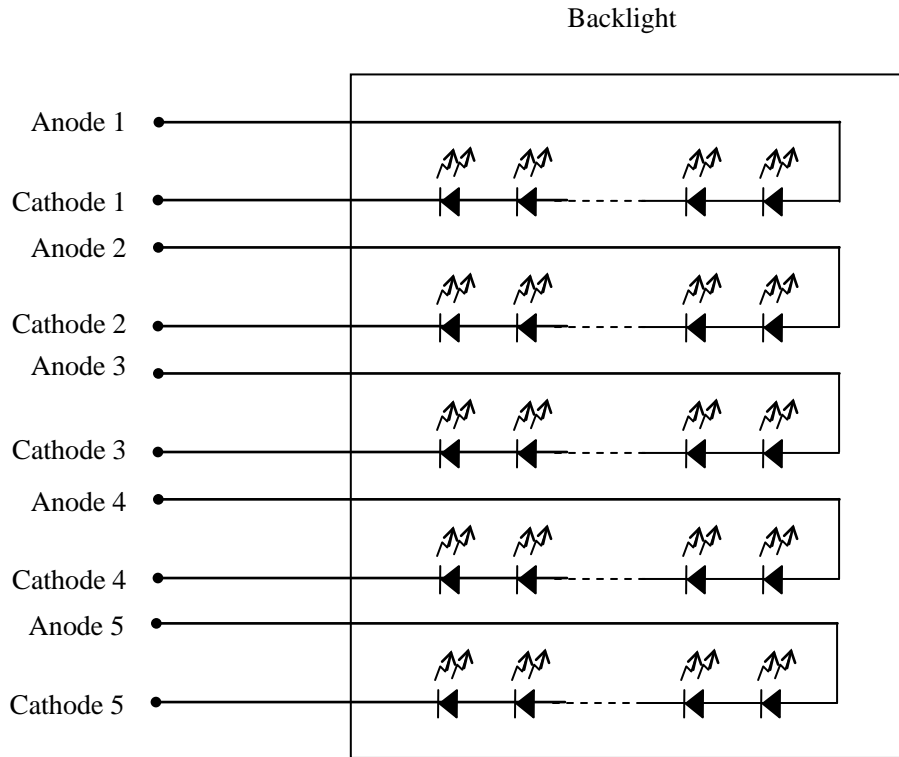 Backlight
Anode 1
Cathode 1
Anode 2
Cathode 2
Anode 3
Cathode 3
Anode 4
Cathode 4
Anode 5
Cathode 5